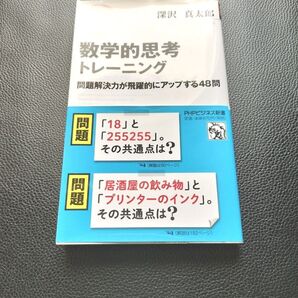 深沢 真太郎
数学的思考
トレーニング
問題解決力が飛躍的にアップする48問
PHPビジネス新書
問題
「18」と
「255255」。
その共通点は?
問題
「居酒屋の飲み物」と
「プリンターのインク」。
その共通点は?